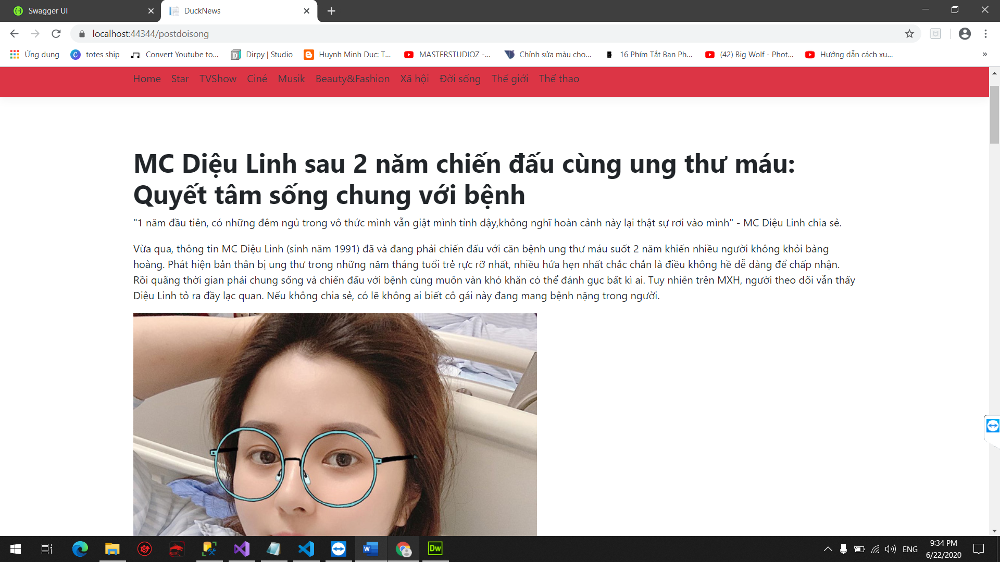 Swagger UI
DuckNews
localhost:44344/postdoisong
Ứng dụng
totes ship
Convert Youtube to...
Dirpy | Studio
Huynh Minh Duc: T...
MASTERSTUDIOZ -...
Chỉnh sửa màu cho...
16 Phím Tắt Bạn Ph...
(42) Big Wolf - Phot...
Hướng dẫn cách xu...
»
Home Star TVShow Ciné Musik Beauty&Fashion Xã hội Đời sống Thế giới Thể thao
MC Diệu Linh sau 2 năm chiến đấu cùng ung thư máu:
Quyết tâm sống chung với bệnh
"1 năm đầu tiên, có những đêm ngủ trong vô thức mình vẫn giật mình tỉnh dậy,không nghĩ hoàn cảnh này lại thật sự rơi vào mình" - MC Diệu Linh chia sẻ.
Vừa qua, thông tin MC Diệu Linh (sinh năm 1991) đã và đang phải chiến đấu với căn bệnh ung thư máu suốt 2 năm khiến nhiều người không khỏi bàng
hoàng. Phát hiện bản thân bị ung thư trong những năm tháng tuổi trẻ rực rỡ nhất, nhiều hứa hẹn nhất chắc chắn là điều không hề dễ dàng để chấp nhận.
Rồi quãng thời gian phải chung sống và chiến đấu với bệnh cùng muôn vàn khó khăn có thể đánh gục bất kì ai. Tuy nhiên trên MXH, người theo dõi vẫn thấy
Diệu Linh tỏ ra đầy lạc quan. Nếu không chia sẻ, có lẽ không ai biết cô gái này đang mang bệnh nặng trong người.
Dw
ENG
9:34 PM
6/22/2020